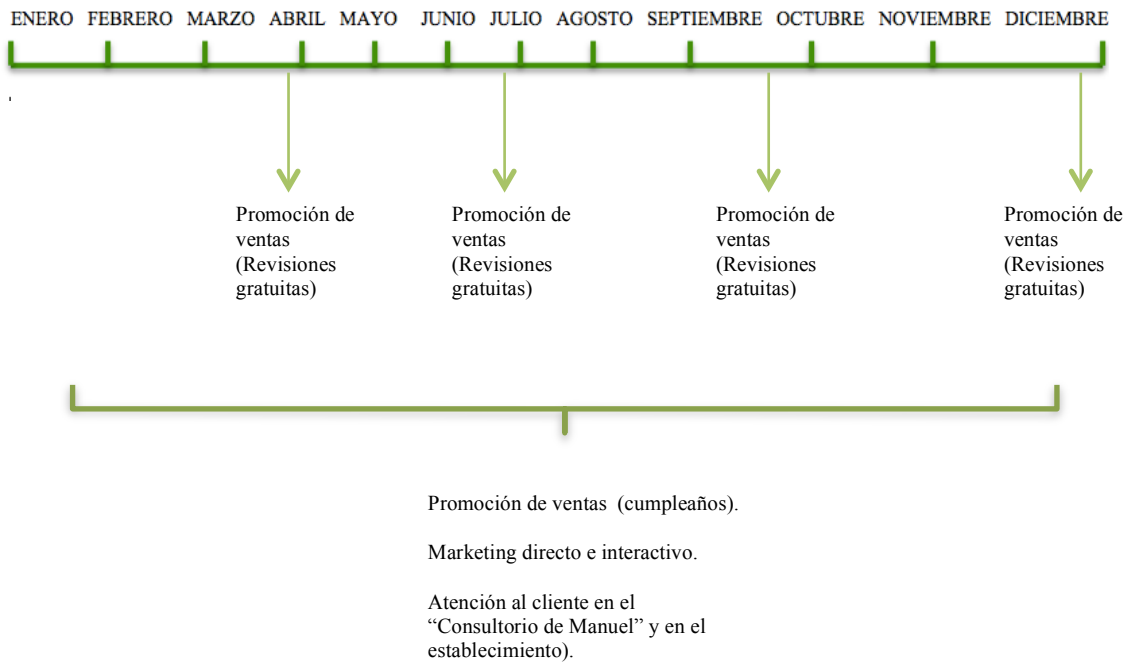 ENERO FEBRERO MARZO ABRIL MAYO JUNIO JULIO AGOSTO SEPTIEMBRE OCTUBRE NOVIEMBRE DICIEMBRE
Promoción de
ventas
(Revisiones
gratuitas)
Promoción de
ventas
(Revisiones
gratuitas)
Promoción de
ventas
(Revisiones
gratuitas)
Promoción de
ventas
(Revisiones
gratuitas)
Promoción de ventas (cumpleaños).
Marketing directo e interactivo.
Atención al cliente en el
“Consultorio de Manuel” y en el
establecimiento).